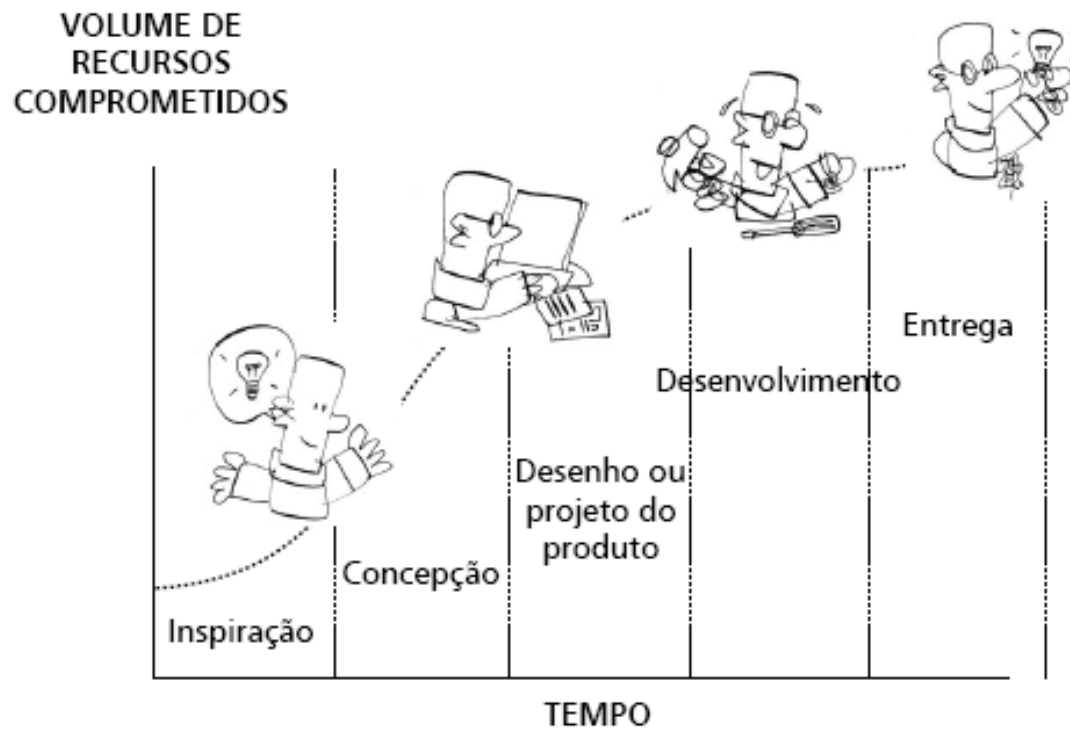 VOLUME DE
RECURSOS
COMPROMETIDOS
Entrega
Desenvolvimento
Desenho ou
projeto do
produto
Concepção
Inspiração
TEMPO